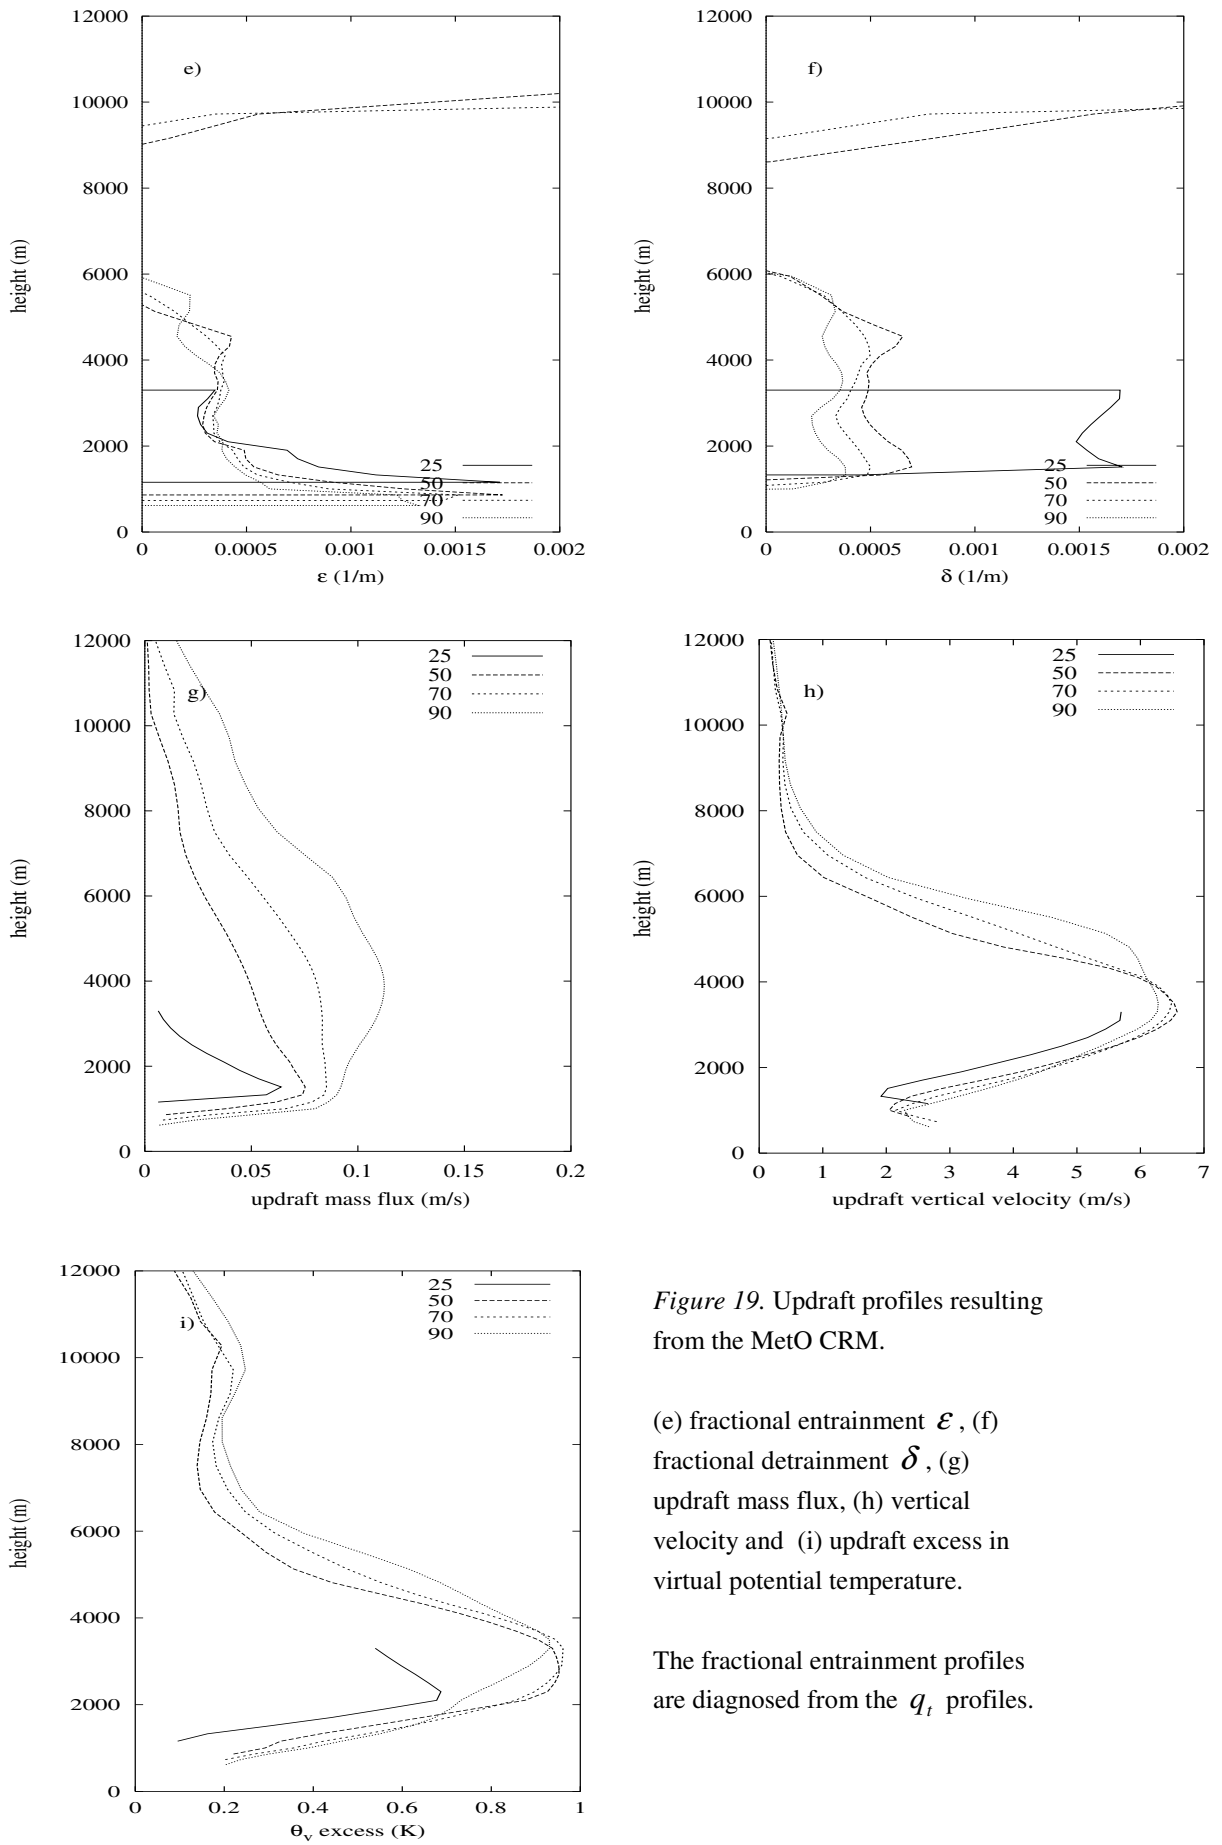 12000
10000
8000
6000
4000
2000
0
height (m)
e)
25
50
70
90
0 0.0005 0.001 0.0015 0.002
ε (1/m)
12000
10000
8000
6000
4000
2000
0
height (m)
f)
25
50
70
90
0 0.0005 0.001 0.0015 0.002
δ (1/m)
12000
10000
8000
6000
4000
2000
0
height (m)
g)
25
50
70
90
0 0.05 0.1 0.15 0.2
updraft mass flux (m/s)
12000
10000
8000
6000
4000
2000
0
height (m)
h)
25
50
70
90
0 1 2 3 4 5 6 7
updraft vertical velocity (m/s)
12000
10000
8000
6000
4000
2000
0
height (m)
i)
25
50
70
90
0 0.2 0.4 0.6 0.8 1
θv excess (K)
Figure 19. Updraft profiles resulting
from the MetO CRM.
(e) fractional entrainment ε , (f)
fractional detrainment δ , (g)
updraft mass flux, (h) vertical
velocity and (i) updraft excess in
virtual potential temperature.
The fractional entrainment profiles
are diagnosed from the qt profiles.